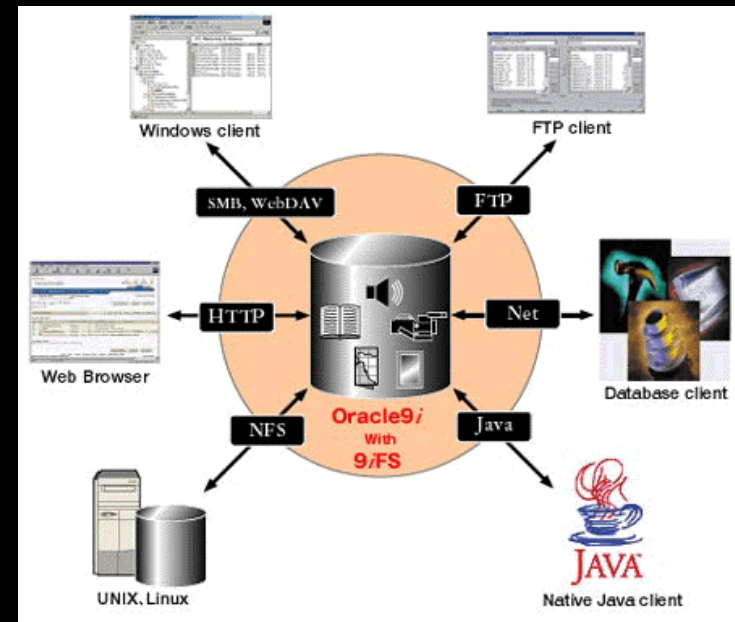 Windows client
FTP client
SMB, WebDAV
FTP
HTTP
Net
Web Browser
Database client
Oracle9i
With
9iFS
NFS
Java
UNIX, Linux
JAVA
Native Java client